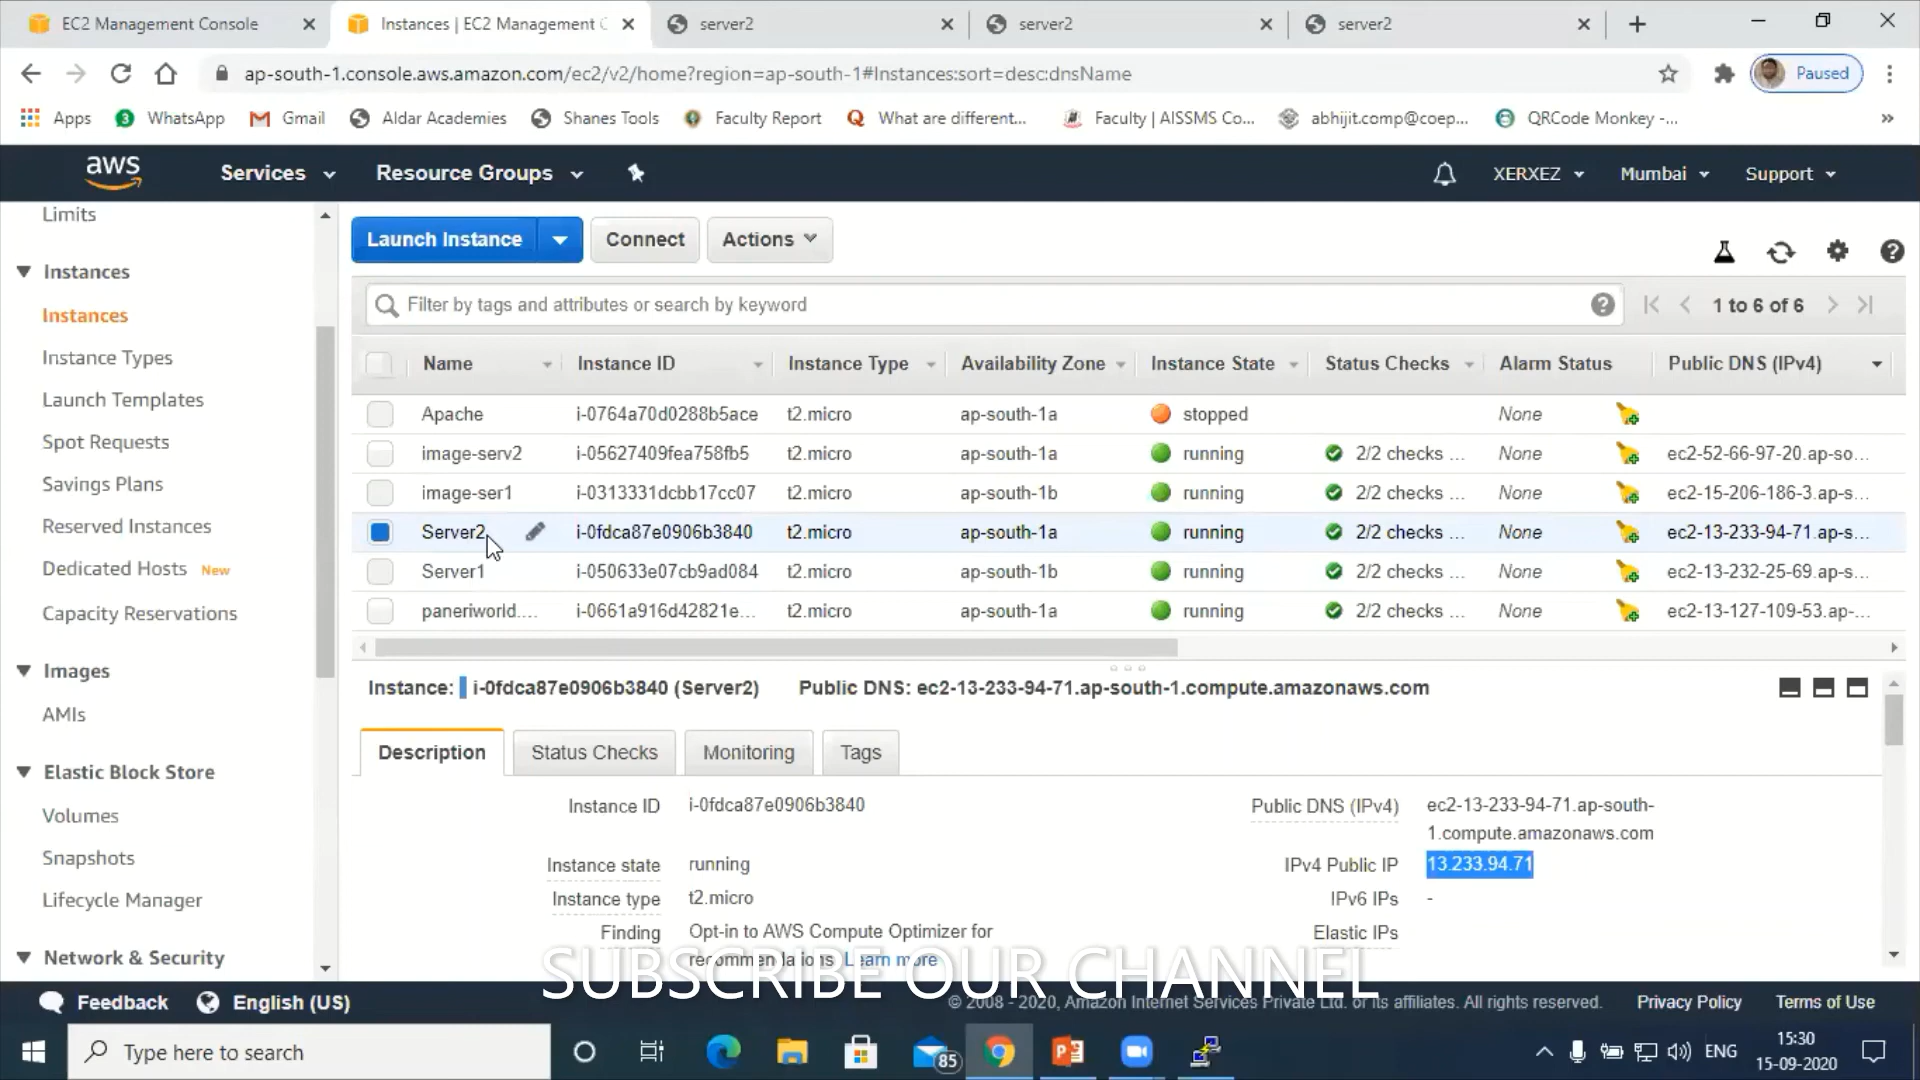 EC2 Management Console
Instances | EC2 Management C
server2
server2
server2
ap-south-1.console.aws.amazon.com/ec2/v2/home?region=ap-south-1#Instances:sort=desc:dnsName
Paused
Apps
WhatsApp
Gmail
Aldar Academies
Shanes Tools
Faculty Report
What are different...
Faculty | AISSMS Co...
abhijit.comp@coep...
QRCode Monkey -...
»
aws
Services
Resource Groups
XERXEZ
Mumbai
Support
Limits
Instances
Instances
Instance Types
Launch Templates
Spot Requests
Savings Plans
Reserved Instances
Dedicated Hosts New
Capacity Reservations
Images
AMIs
Elastic Block Store
Volumes
Snapshots
Lifecycle Manager
Network & Security
Launch Instance
Connect
Actions
Filter by tags and attributes or search by keyword
1 to 6 of 6
Name Instance ID Instance Type Availability Zone Instance State Status Checks Alarm Status Public DNS (IPv4)
Apache i-0764a70d0288b5ace t2.micro ap-south-1a stopped None
image-serv2 i-05627409fea758fb5 t2.micro ap-south-1a running 2/2 checks ... None ec2-52-66-97-20.ap-so...
image-ser1 i-0313331dcbb17cc07 t2.micro ap-south-1b running 2/2 checks ... None ec2-15-206-186-3.ap-s...
Server2 i-0fdca87e0906b3840 t2.micro ap-south-1a running 2/2 checks ... None ec2-13-233-94-71.ap-s...
Server1 i-050633e07cb9ad084 t2.micro ap-south-1b running 2/2 checks ... None ec2-13-232-25-69.ap-s...
paneriworld.... i-0661a916d42821e... t2.micro ap-south-1a running 2/2 checks ... None ec2-13-127-109-53.ap-...
Instance: i-0fdca87e0906b3840 (Server2) Public DNS: ec2-13-233-94-71.ap-south-1.compute.amazonaws.com
Description
Status Checks
Monitoring
Tags
Instance ID i-0fdca87e0906b3840
Instance state running
Instance type t2.micro
Finding Opt-in to AWS Compute Optimizer for
recommendations. Learn more
Public DNS (IPv4) ec2-13-233-94-71.ap-south-
1.compute.amazonaws.com
IPv4 Public IP 13.233.94.71
IPv6 IPs -
Elastic IPs
SUBSCRIBE OUR CHANNEL
Feedback
English (US)
© 2008 - 2020, Amazon Internet Services Private Ltd. or its affiliates. All rights reserved.
Privacy Policy
Terms of Use
Type here to search
85
ENG
15:30
15-09-2020